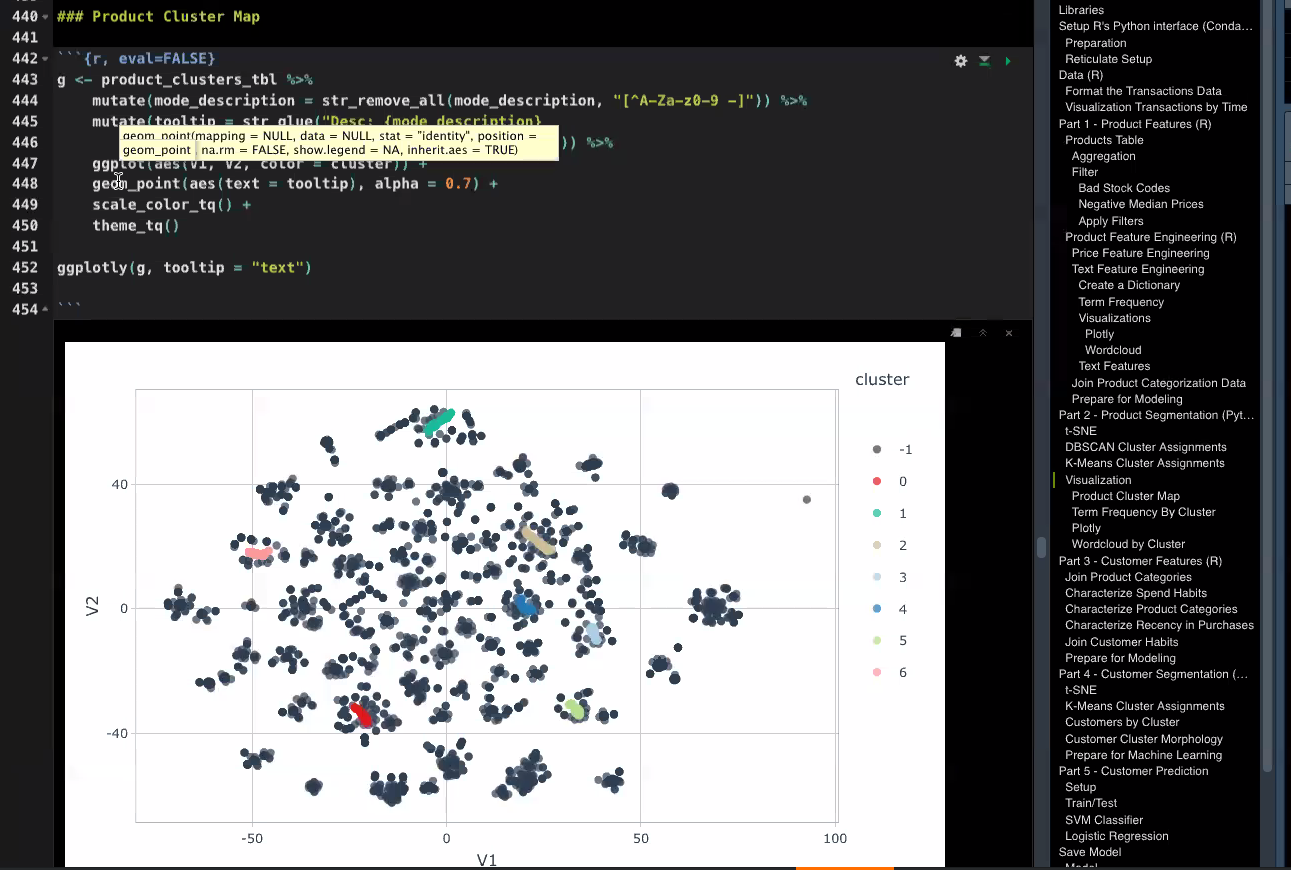 440 ### Product Cluster Map
441
442 ```{r, eval=FALSE}
443 g <- product_clusters_tbl %>%
444 mutate(mode_description = str_remove_all(mode_description, "[^A-Za-z0-9 -]")) %>%
445 mutate(tooltip = str_glue("Desc: {mode_description}
geom_point(mapping = NULL, data = NULL, stat = "identity", position =
446 )) %>%
geom_point na.rm = FALSE, show.legend = NA, inherit.aes = TRUE)
447 ggplot(aes(V1, V2, color = cluster)) +
448 geom_point(aes(text = tooltip), alpha = 0.7) +
449 scale_color_tq() +
450 theme_tq()
451
452 ggplotly(g, tooltip = "text")
453
454 ```
cluster
-1
0
1
2
3
4
5
6
40
0
-40
V2
-50
0
50
100
V1
Libraries
Setup R's Python interface (Conda...
Preparation
Reticulate Setup
Data (R)
Format the Transactions Data
Visualization Transactions by Time
Part 1 - Product Features (R)
Products Table
Aggregation
Filter
Bad Stock Codes
Negative Median Prices
Apply Filters
Product Feature Engineering (R)
Price Feature Engineering
Text Feature Engineering
Create a Dictionary
Term Frequency
Visualizations
Plotly
Wordcloud
Text Features
Join Product Categorization Data
Prepare for Modeling
Part 2 - Product Segmentation (Pyt...
t-SNE
DBSCAN Cluster Assignments
K-Means Cluster Assignments
Visualization
Product Cluster Map
Term Frequency By Cluster
Plotly
Wordcloud by Cluster
Part 3 - Customer Features (R)
Join Product Categories
Characterize Spend Habits
Characterize Product Categories
Characterize Recency in Purchases
Join Customer Habits
Prepare for Modeling
Part 4 - Customer Segmentation (...
t-SNE
K-Means Cluster Assignments
Customers by Cluster
Customer Cluster Morphology
Prepare for Machine Learning
Part 5 - Customer Prediction
Setup
Train/Test
SVM Classifier
Logistic Regression
Save Model